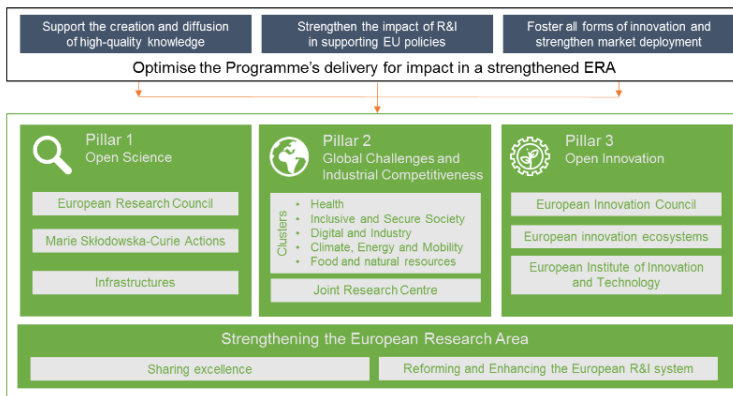 Support the creation and diffusion
of high-quality knowledge
Strengthen the impact of R&I
in supporting EU policies
Foster all forms of innovation and
strengthen market deployment
Optimise the Programme's delivery for impact in a strengthened ERA
Pillar 1
Open Science
European Research Council
Marie Skłodowska-Curie Actions
Infrastructures
Pillar 2
Global Challenges and
Industrial Competitiveness
Clusters
• Health
• Inclusive and Secure Society
• Digital and Industry
• Climate, Energy and Mobility
• Food and natural resources
Joint Research Centre
Pillar 3
Open Innovation
European Innovation Council
European innovation ecosystems
European Institute of Innovation
and Technology
Strengthening the European Research Area
Sharing excellence
Reforming and Enhancing the European R&I system